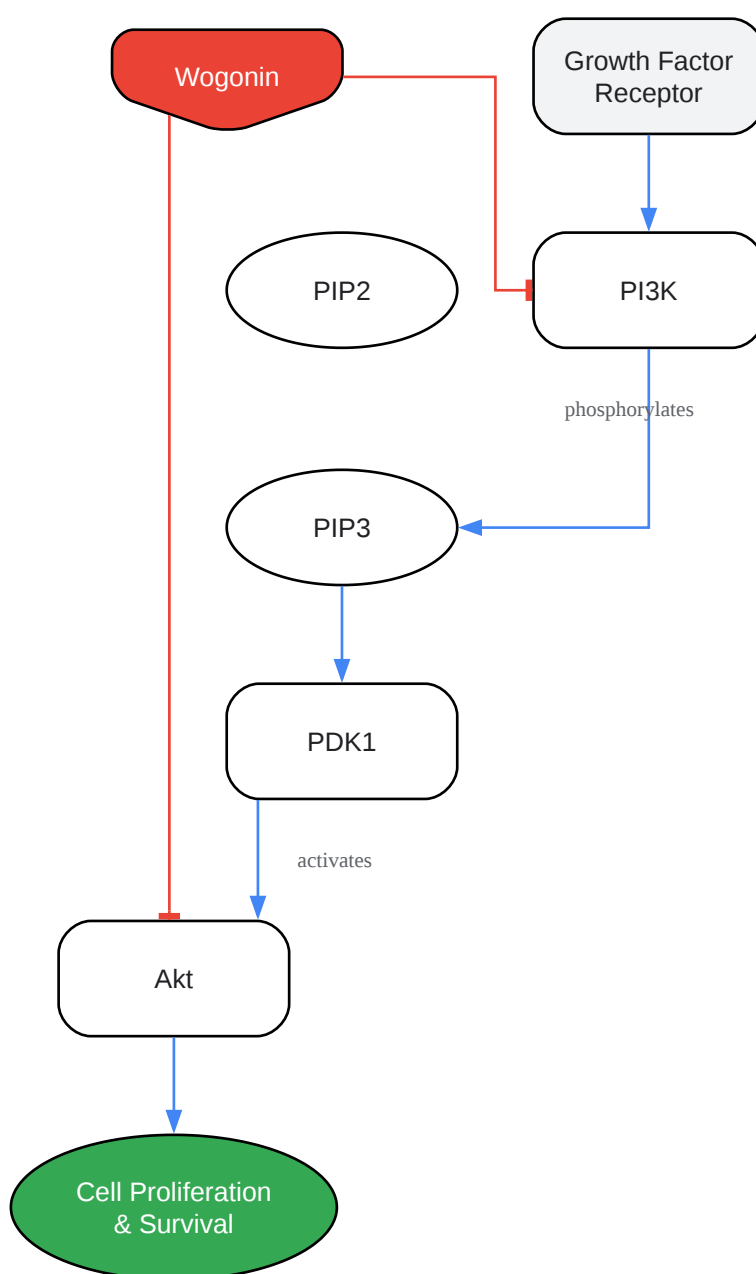 Wogonin
Growth Factor
Receptor
PIP2
PI3K
phosphorylates
PIP3
PDK1
activates
Akt
Cell Proliferation
& Survival